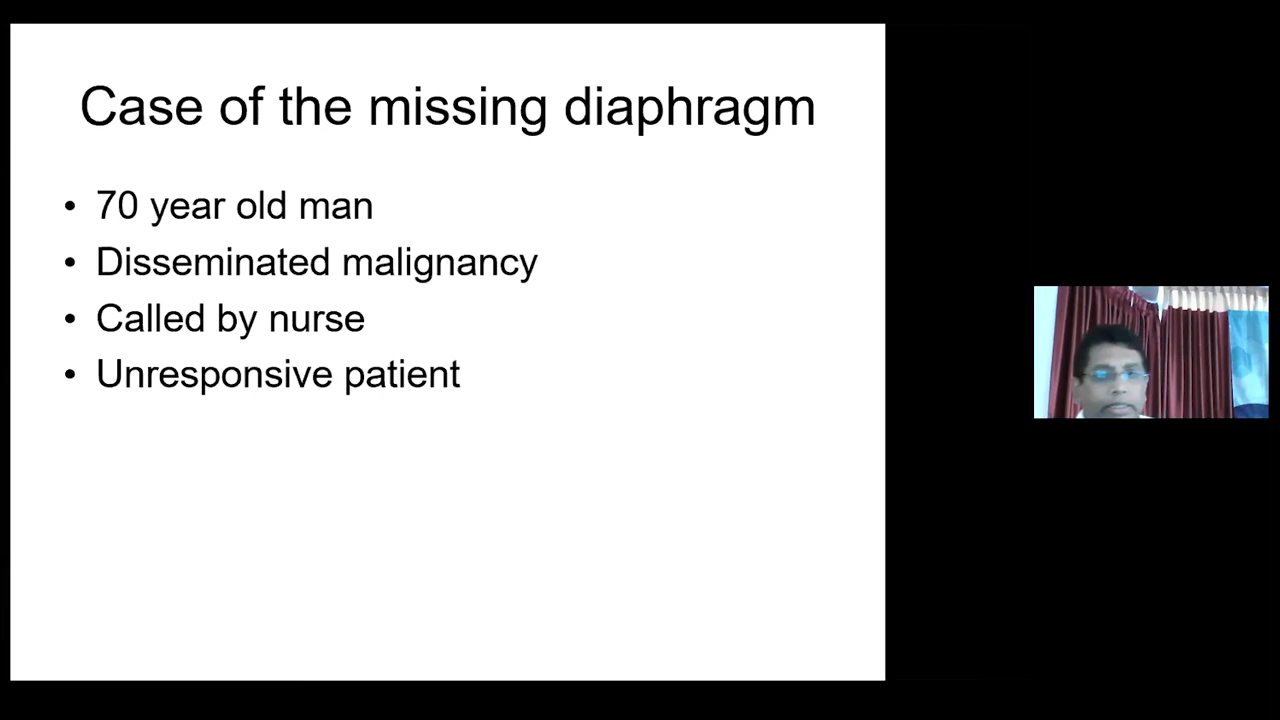 Case of the missing diaphragm
• 70 year old man
• Disseminated malignancy
• Called by nurse
• Unresponsive patient